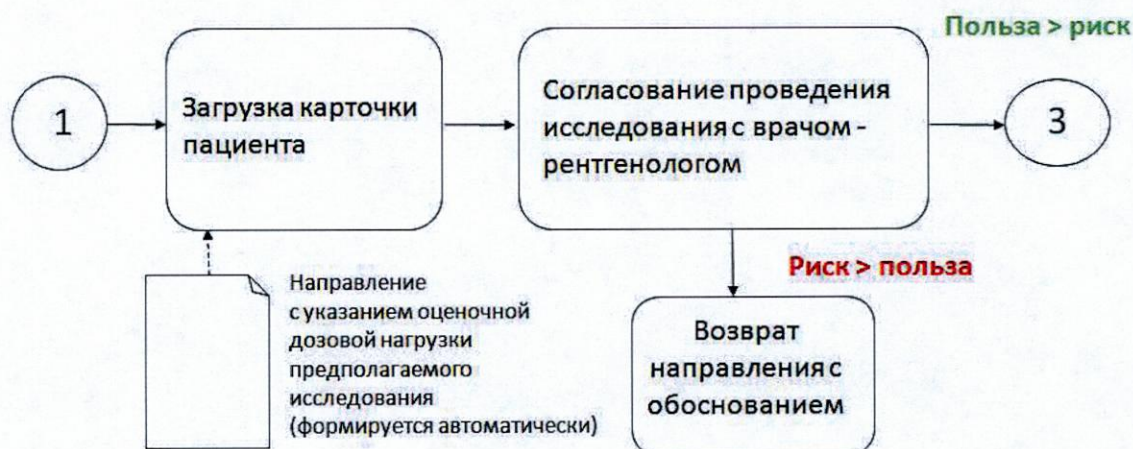 Польза > риск
1
Загрузка карточки
пациента
Согласование проведения
исследования с врачом -
рентгенологом
3
Риск > польза
Направление
с указанием оценочной
дозовой нагрузки
предполагаемого
исследования
(формируется автоматически)
Возврат
направления с
обоснованием